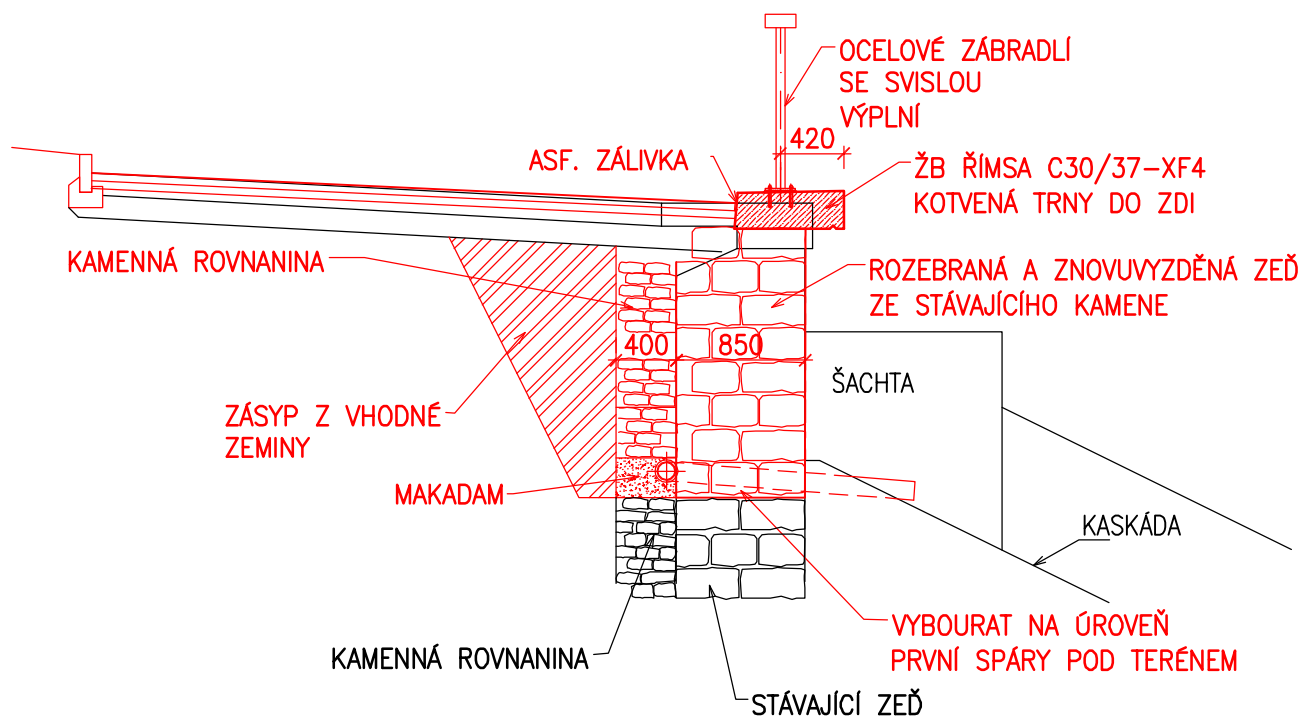 OCELOVÉ ZÁBRADLÍ
SE SVISLOU
VÝPLNÍ
420
ASF. ZÁLIVKA
ŽB ŘÍMSA C30/37-XF4
KOTVENÁ TRNY DO ZDI
KAMENNÁ ROVNANINA
ROZEBRANÁ A ZNOVUVYZDĚNÁ ZEĎ
ZE STÁVAJÍCÍHO KAMENE
400
850
ŠACHTA
ZÁSYP Z VHODNÉ
ZEMINY
MAKADAM
KASKÁDA
VYBOURAT NA ÚROVEŇ
PRVNÍ SPÁRY POD TERÉNEM
KAMENNÁ ROVNANINA
STÁVAJÍCÍ ZEĎ